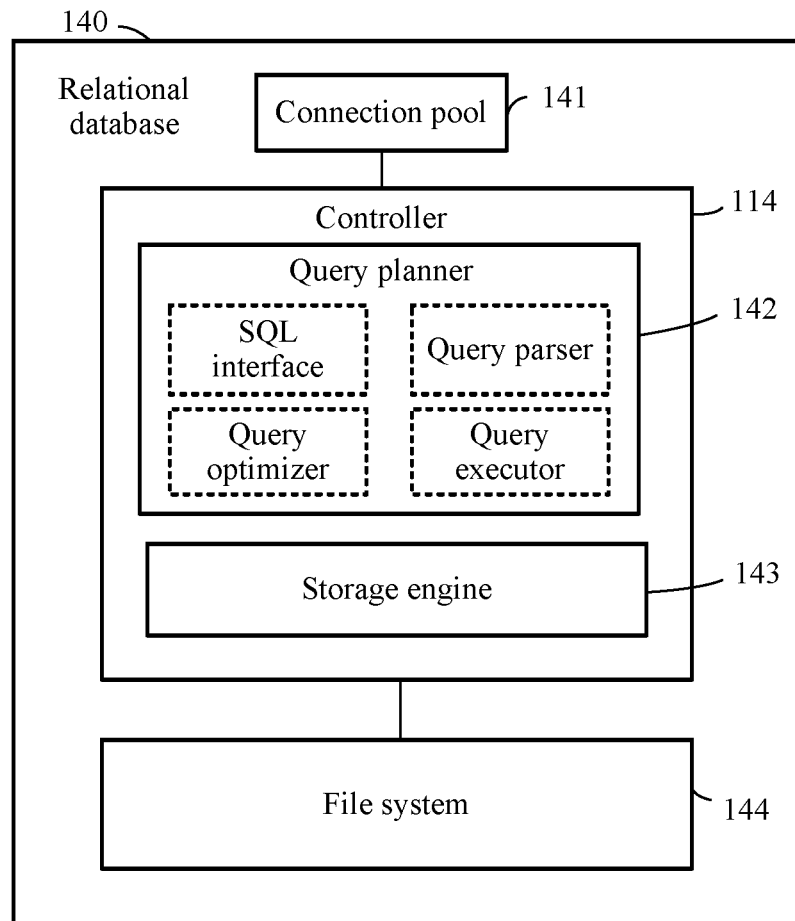 140
Relational
database
Connection pool
141
Controller
114
Query planner
142
SQL
interface
Query parser
Query
optimizer
Query
executor
Storage engine
143
File system
144